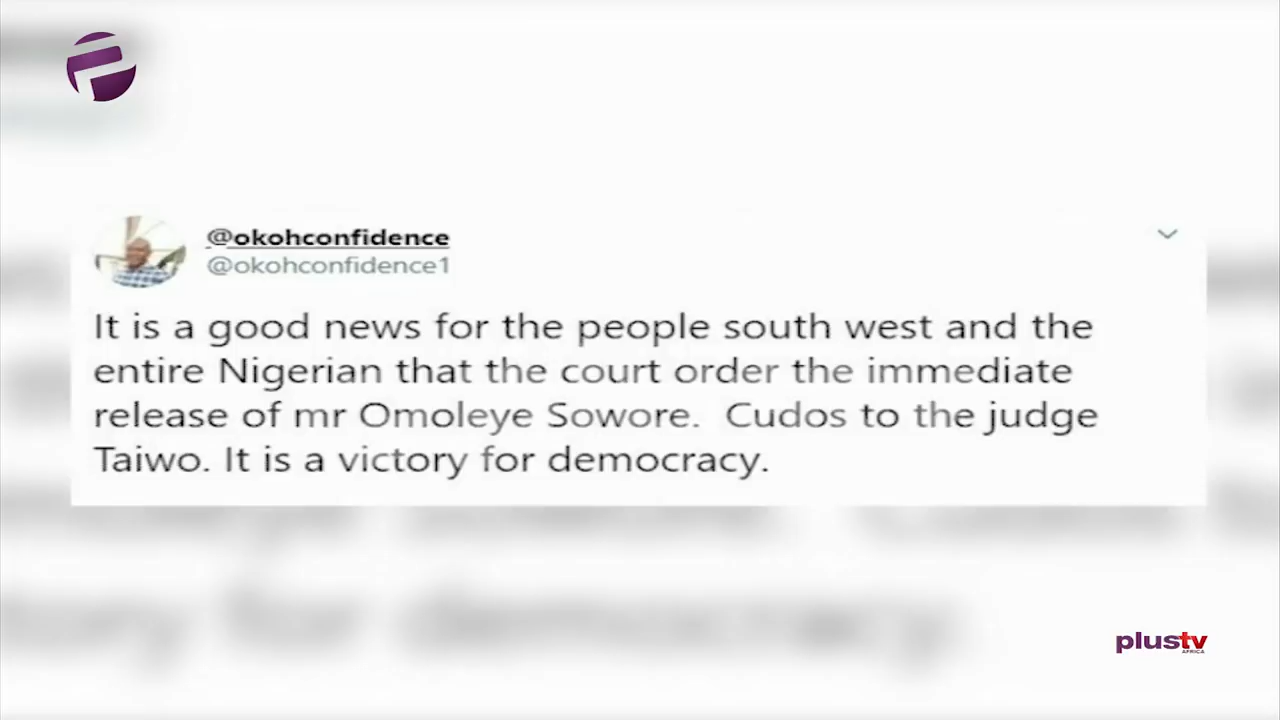 @okohconfidence
@okohconfidence1
It is a good news for the people south west and the
entire Nigerian that the court order the immediate
release of mr Omoleye Sowore. Cudos to the judge
Taiwo. It is a victory for democracy.
plustv
AFRICA